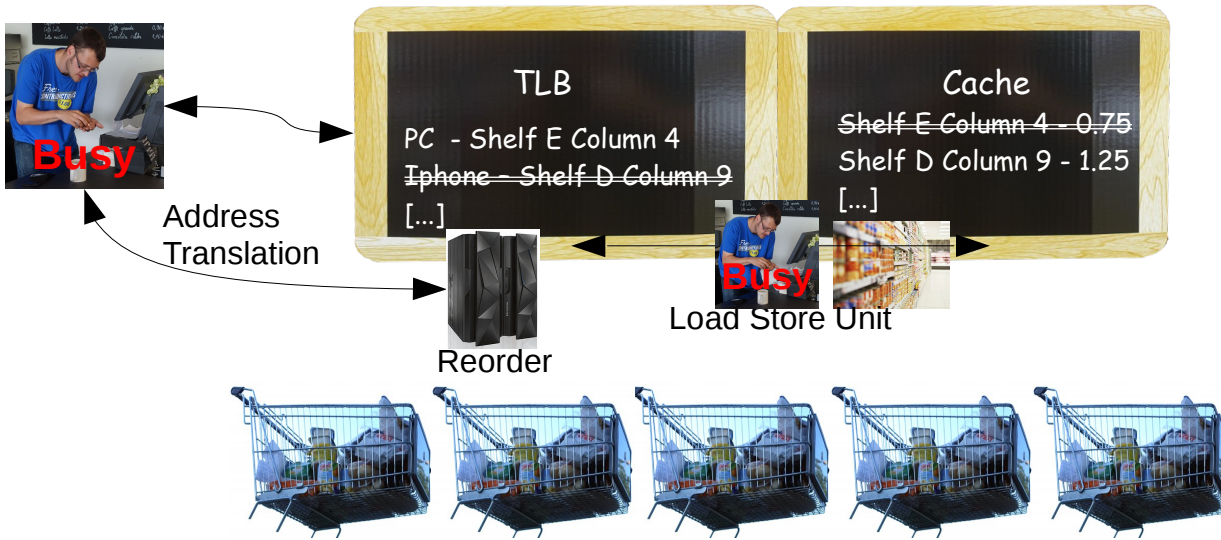 TLB
PC - Shelf E Column 4
Iphone - Shelf D Column 9
[...]
Cache
Shelf E Column 4 - 0.75
Shelf D Column 9 - 1.25
[...]
Busy
Address
Translation
Busy
Load Store Unit
Reorder